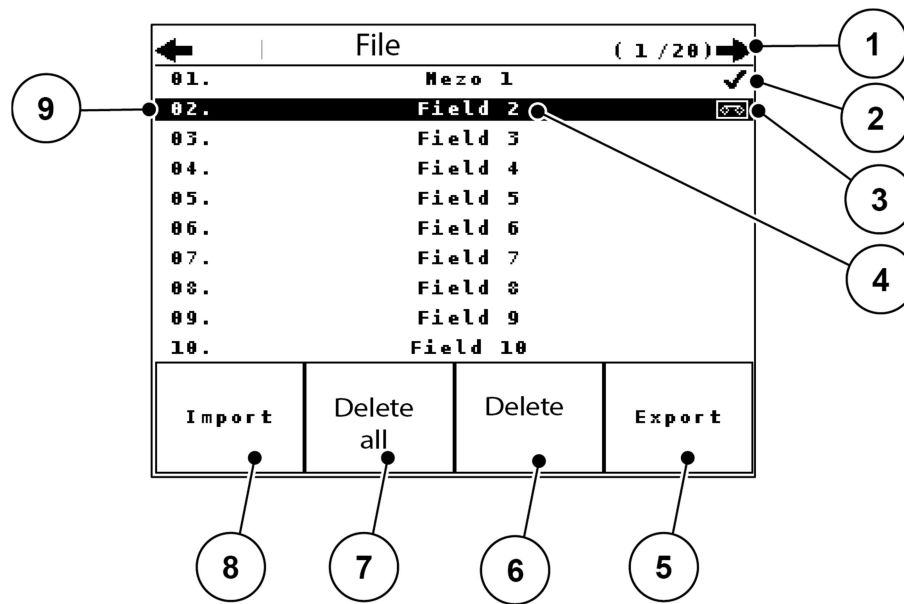 File
( 1 /20)
01. Mezo 1
02. Field 2
03. Field 3
04. Field 4
05. Field 5
06. Field 6
07. Field 7
08. Field 8
09. Field 9
10. Field 10
Import
Delete
all
Delete
Export
1
2
3
4
5
6
7
8
9